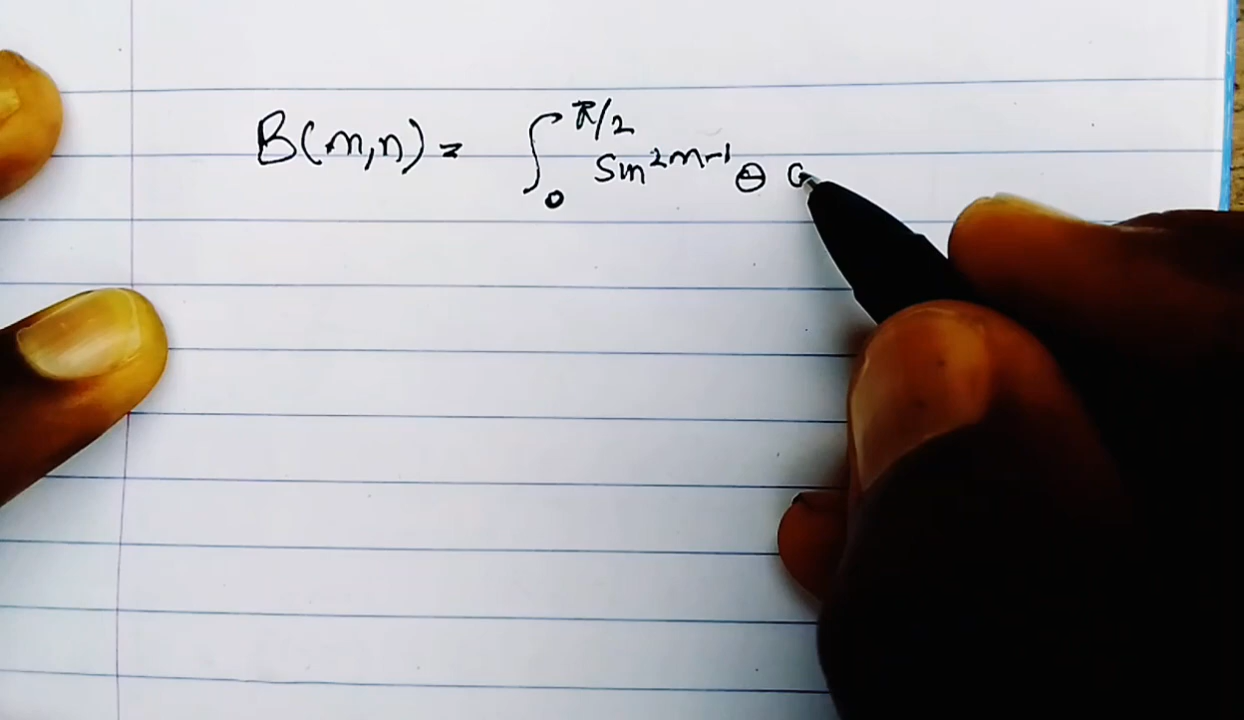 B(m,n) = ∫₀^π/2 Sin^2m-1 θ C